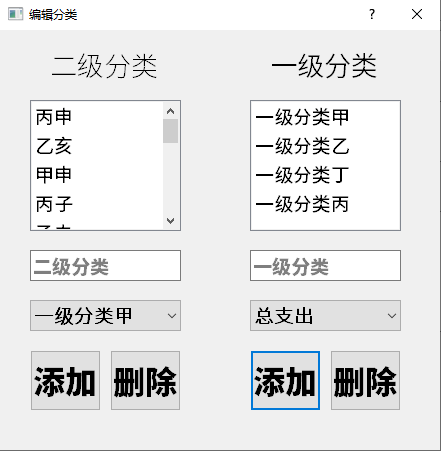 编辑分类
?
二级分类
一级分类
丙申
乙亥
甲申
丙子
一级分类甲
一级分类乙
一级分类丁
一级分类丙
二级分类
一级分类
一级分类甲
总支出
添加
删除
添加
删除